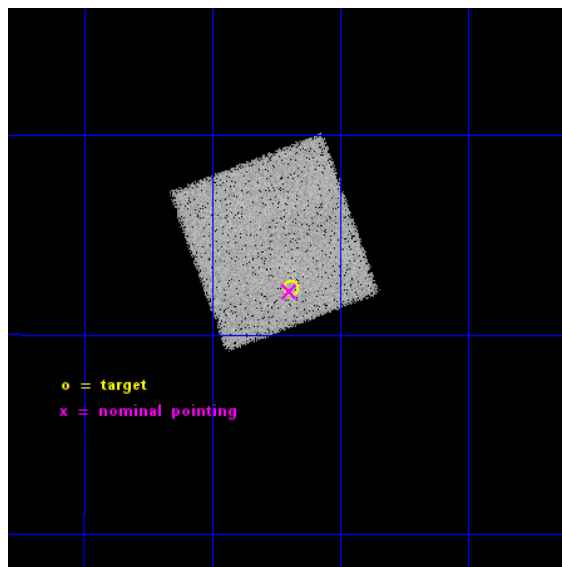 o = target
x = nominal pointing